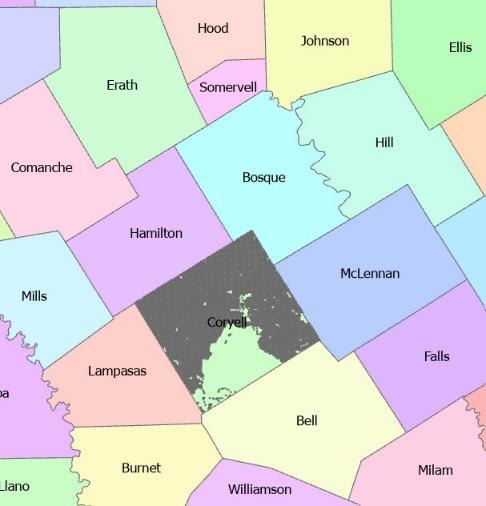 Hood
Johnson
Ellis
Erath
Somervell
Hill
Comanche
Bosque
Hamilton
McLennan
Mills
Coryell
Falls
Lampasas
ba
Bell
Burnet
Milam
Llano
Williamson